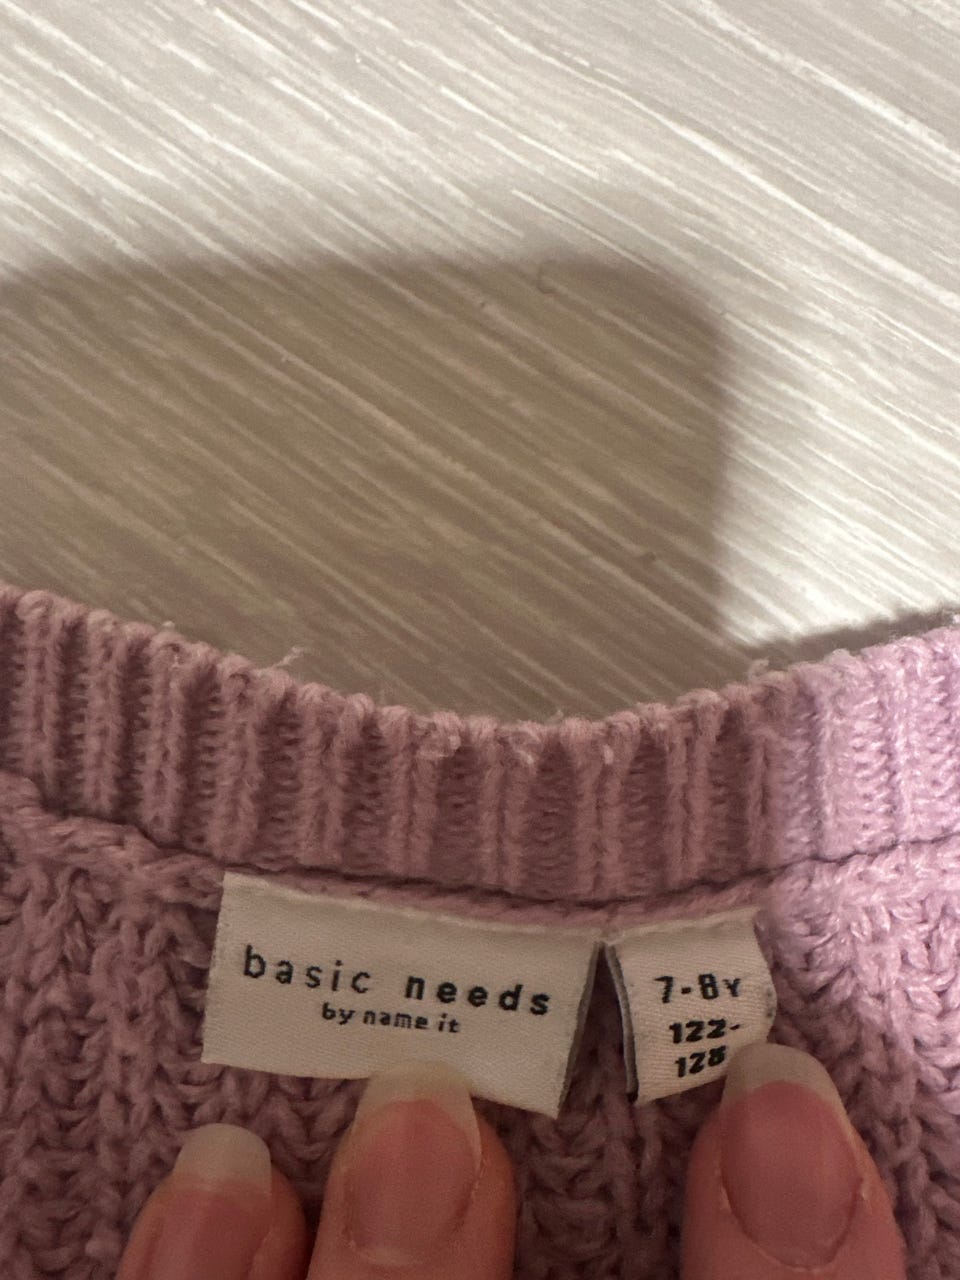 basic needs
by name it
7-8Y
122-
128